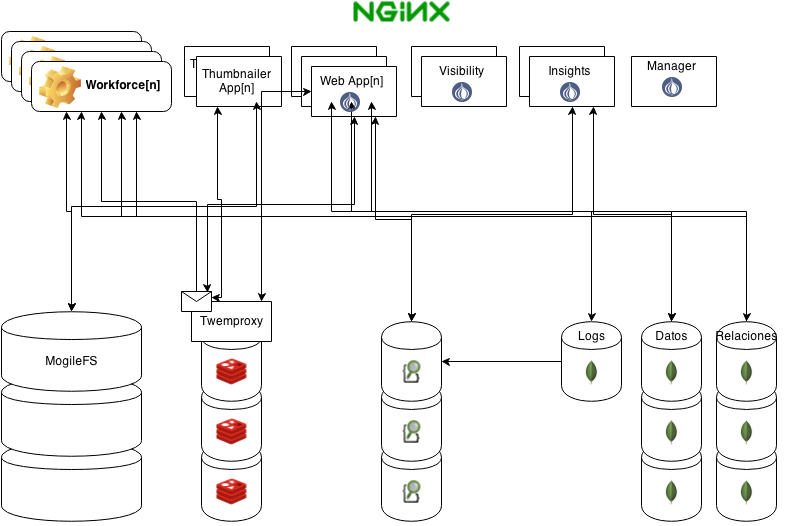 NGINX
Workforce[n]
T
Thumbnailer
App[n]
Web App[n]
Visibility
Insights
Manager
Twemproxy
MogileFS
Logs
Datos
Relaciones